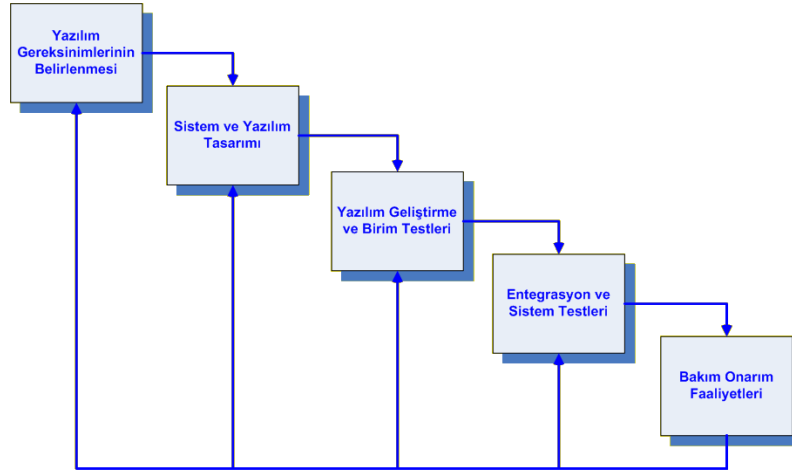 Yazılım
Gereksinimlerinin
Belirlenmesi
Sistem ve Yazılım
Tasarımı
Yazılım Geliştirme
ve Birim Testleri
Entegrasyon ve
Sistem Testleri
Bakım Onarım
Faaliyetleri